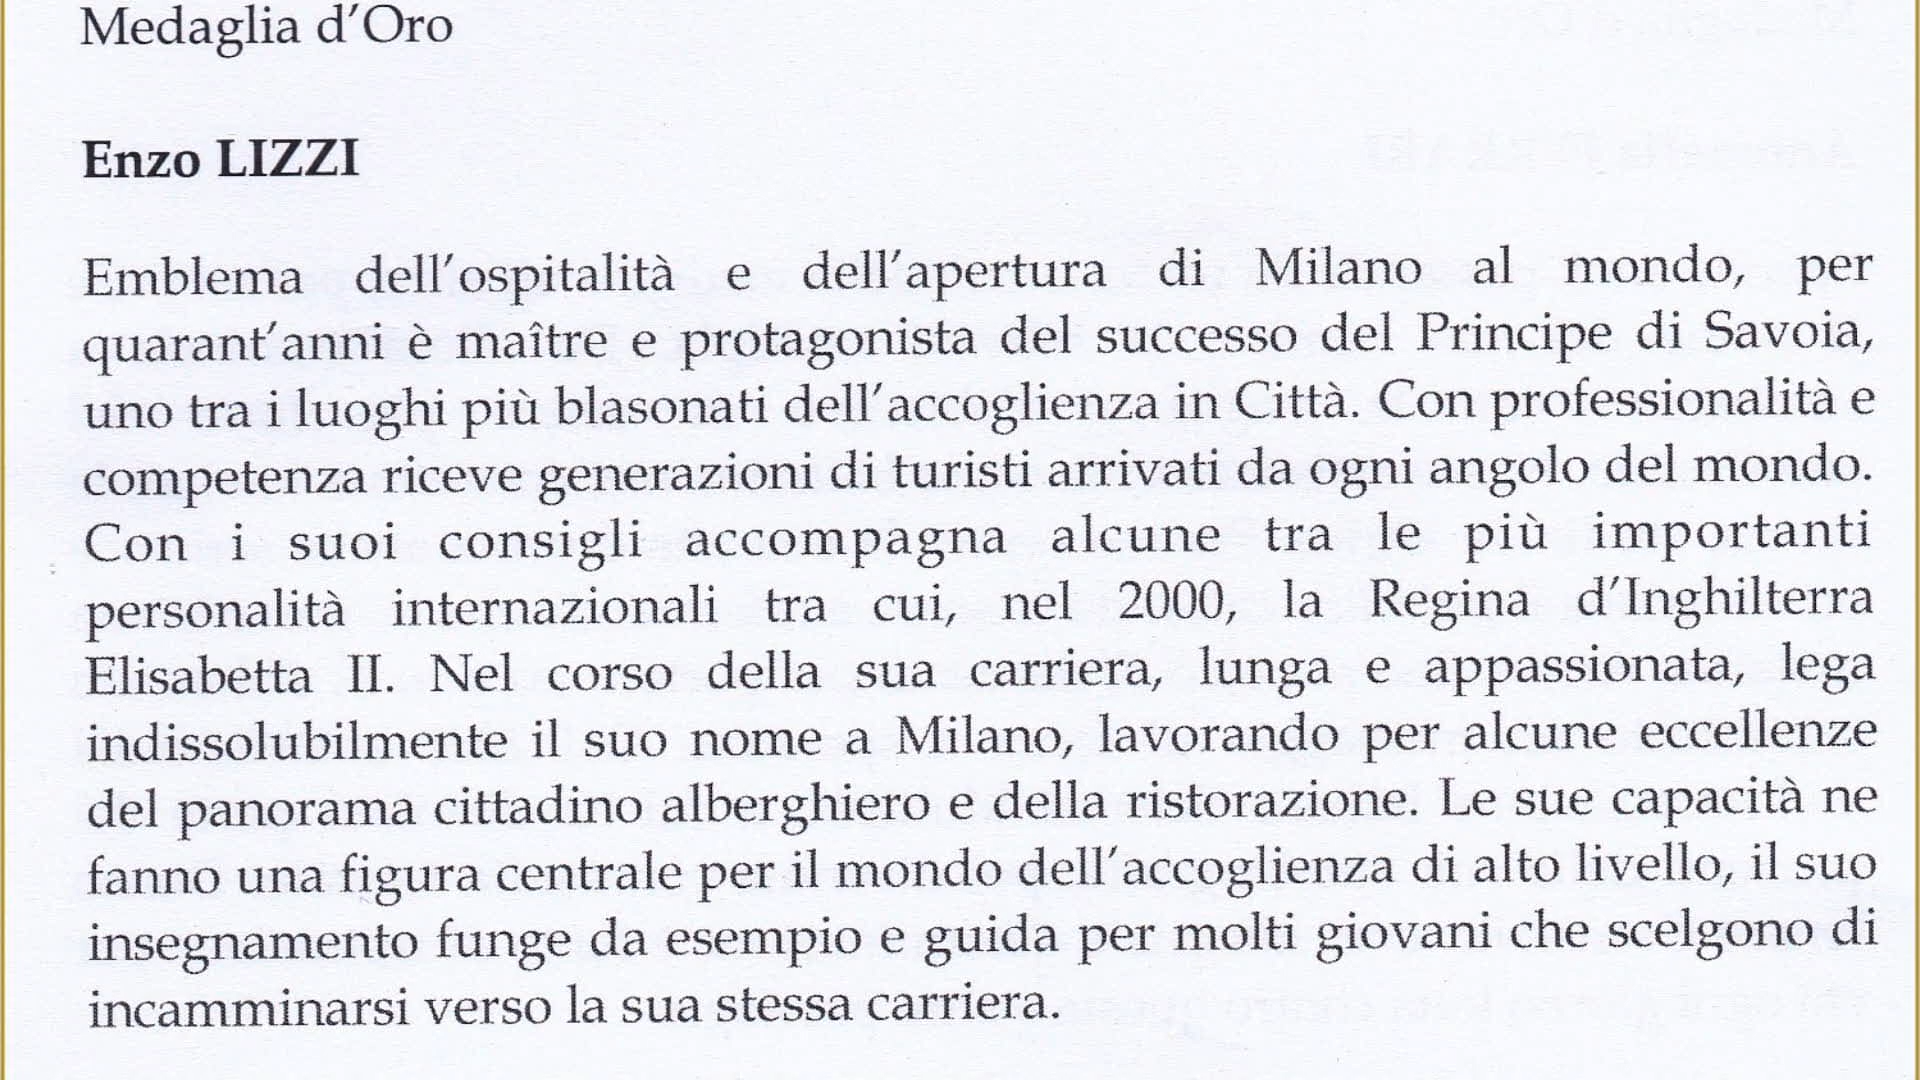 Medaglia d'Oro
Enzo LIZZI
Emblema dell'ospitalità e dell'apertura di Milano al mondo, per
quarant'anni è maître e protagonista del successo del Principe di Savoia,
uno tra i luoghi più blasonati dell'accoglienza in Città. Con professionalità e
competenza riceve generazioni di turisti arrivati da ogni angolo del mondo.
Con i suoi consigli accompagna alcune tra le più importanti
personalità internazionali tra cui, nel 2000, la Regina d'Inghilterra
Elisabetta II. Nel corso della sua carriera, lunga e appassionata, lega
indissolubilmente il suo nome a Milano, lavorando per alcune eccellenze
del panorama cittadino alberghiero e della ristorazione. Le sue capacità ne
fanno una figura centrale per il mondo dell'accoglienza di alto livello, il suo
insegnamento funge da esempio e guida per molti giovani che scelgono di
incamminarsi verso la sua stessa carriera.